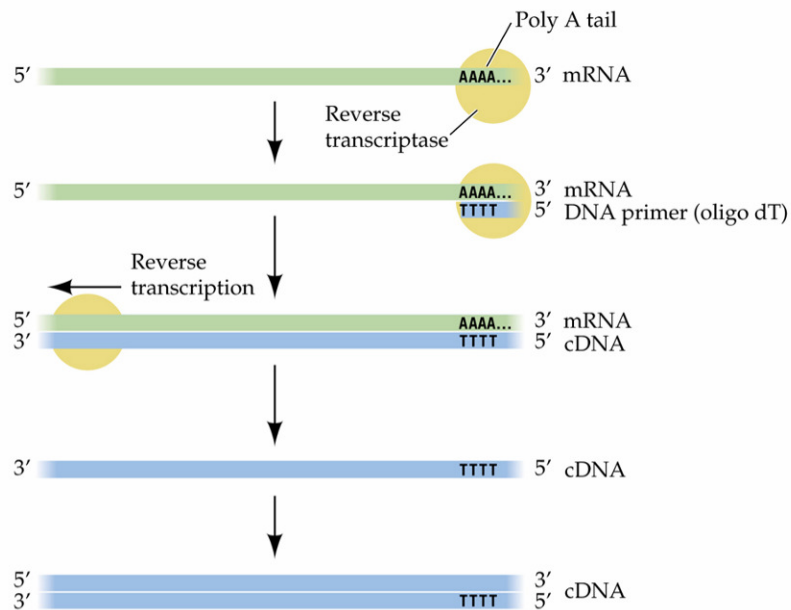 Poly A tail
5′ AAAA... 3′ mRNA
Reverse
transcriptase
5′ AAAA... 3′ mRNA
TTTT 5′ DNA primer (oligo dT)
Reverse
transcription
5′ AAAA... 3′ mRNA
3′ TTTT 5′ cDNA
3′ TTTT 5′ cDNA
5′ 3′
cDNA
3′ TTTT 5′